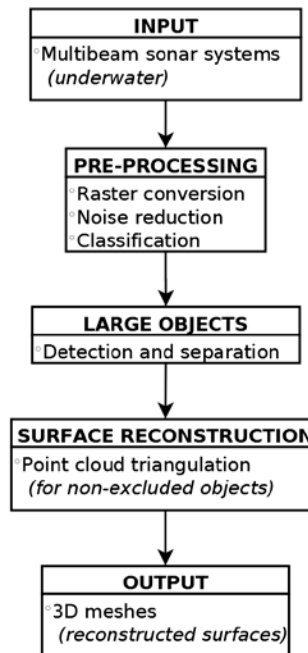 INPUT
◦Multibeam sonar systems
(underwater)
PRE-PROCESSING
◦Raster conversion
◦Noise reduction
◦Classification
LARGE OBJECTS
◦Detection and separation
SURFACE RECONSTRUCTION
◦Point cloud triangulation
(for non-excluded objects)
OUTPUT
◦3D meshes
(reconstructed surfaces)